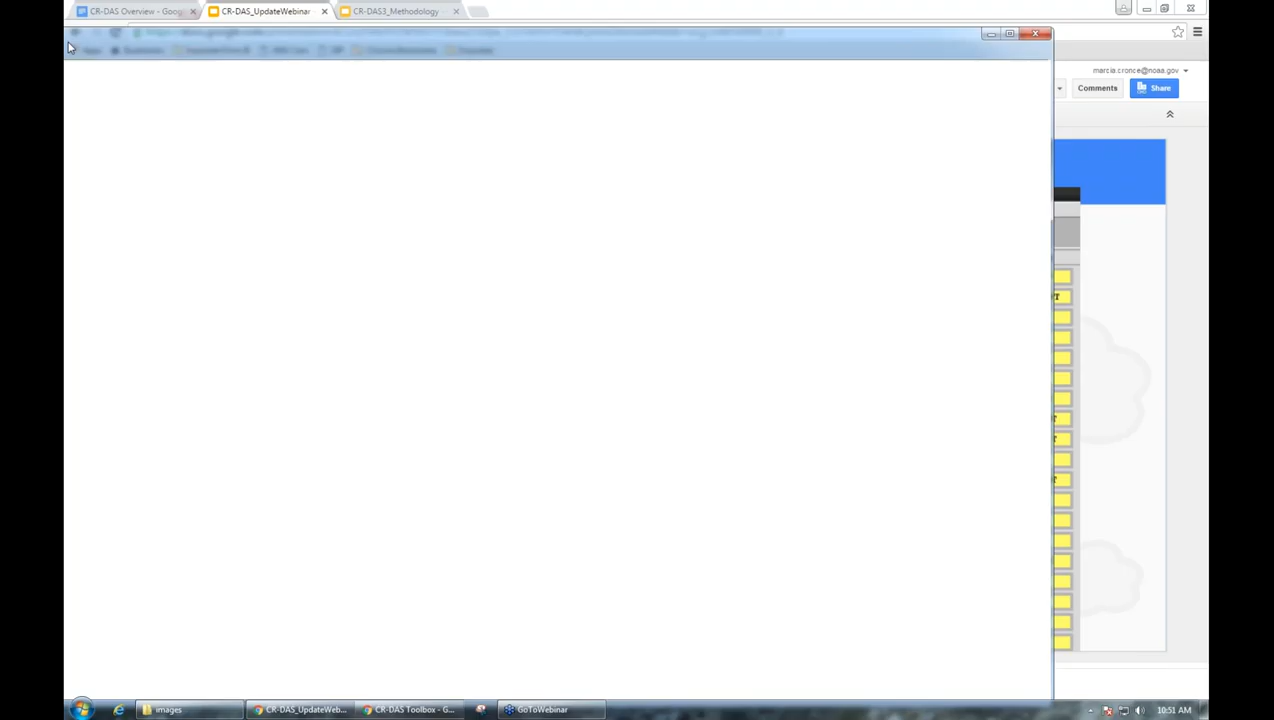 CR-DAS Overview - Goog
CR-DAS_UpdateWebinar
CR-DAS3_Methodology
marcia.cronce@noaa.gov
Comments
Share
T
images
CR-DAS_UpdateWeb...
CR-DAS Toolbox - G...
GoToWebinar
10:51 AM